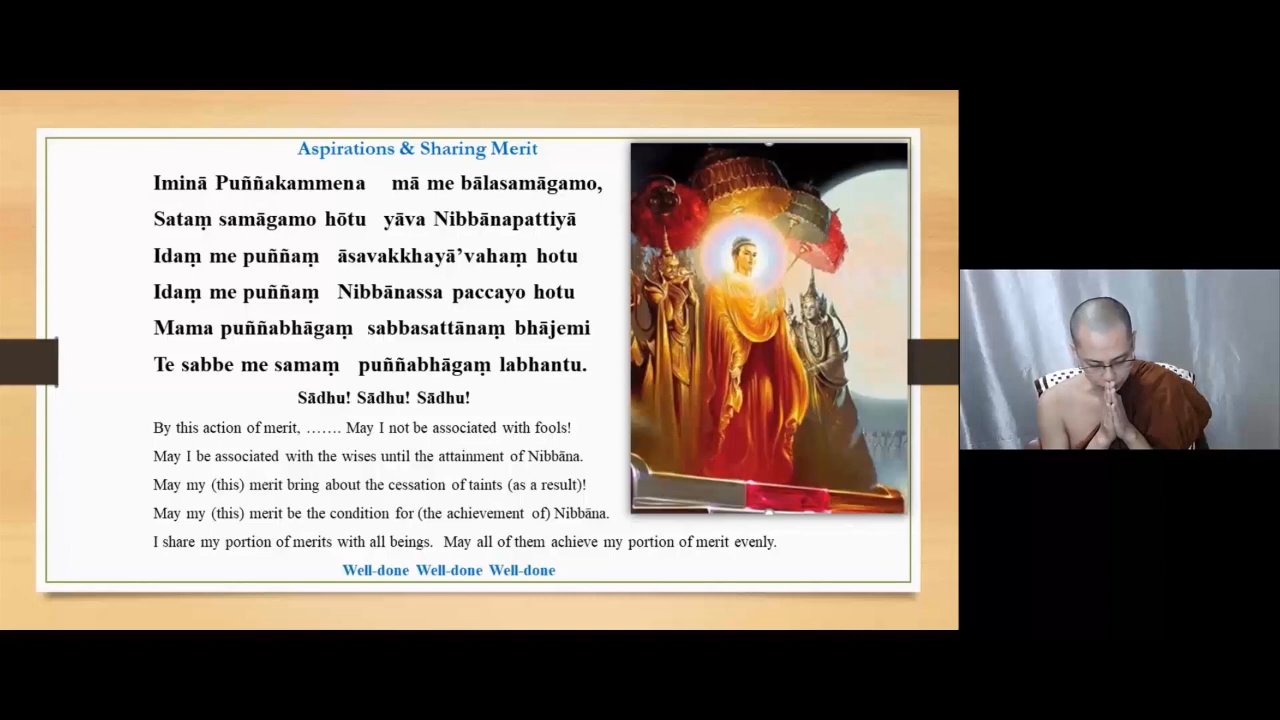 Aspirations & Sharing Merit
Iminā Puññakammena mā me bālasamāgamo,
Sataṃ samāgamo hōtu yāva Nibbānapattiyā
Idaṃ me puññaṃ āsavakkhayā’vahaṃ hotu
Idaṃ me puññaṃ Nibbānassa paccayo hotu
Mama puññabhāgaṃ sabbasattānaṃ bhājemi
Te sabbe me samaṃ puññabhāgaṃ labhantu.
Sādhu! Sādhu! Sādhu!
By this action of merit, ……. May I not be associated with fools!
May I be associated with the wises until the attainment of Nibbāna.
May my (this) merit bring about the cessation of taints (as a result)!
May my (this) merit be the condition for (the achievement of) Nibbāna.
I share my portion of merits with all beings. May all of them achieve my portion of merit evenly.
Well-done Well-done Well-done